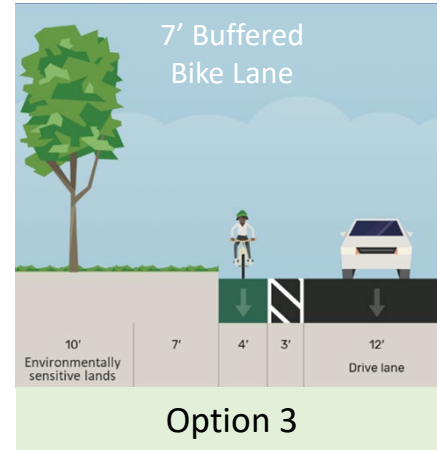 7’ Buffered
Bike Lane
10’
Environmentally
sensitive lands
7’
4’
3’
12’
Drive lane
Option 3